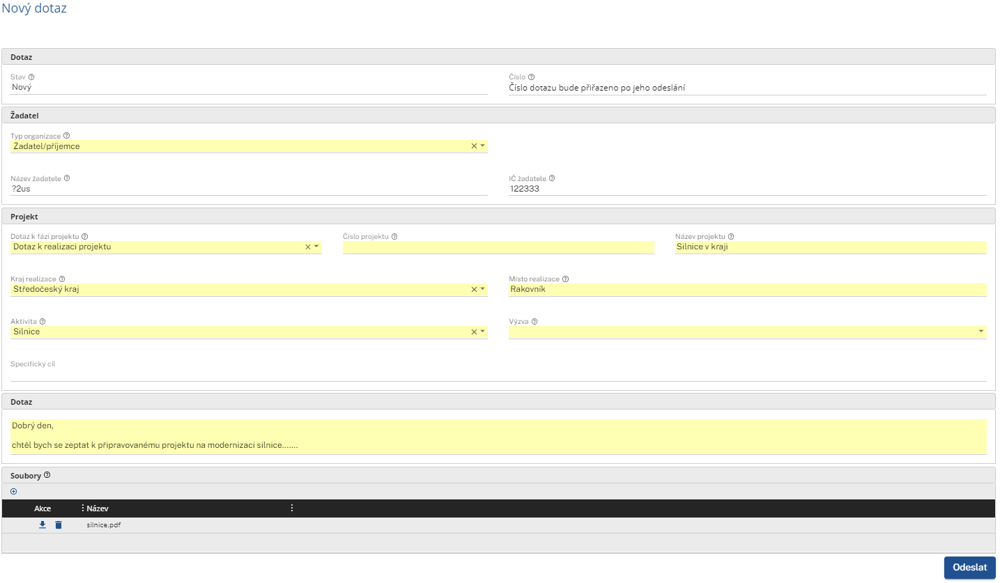 Nový dotaz
Dotaz
Stav
Číslo
Nový
Číslo dotazu bude přiřazeno po jeho odeslání
Žadatel
Typ organizace
Žadatel/příjemce
Název žadatele
IČ žadatele
?2us
122333
Projekt
Dotaz k fázi projektu
Číslo projektu
Název projektu
Dotaz k realizaci projektu
Silnice v kraji
Kraj realizace
Místo realizace
Středočeský kraj
Rakovník
Aktivita
Výzva
Silnice
Specifický cíl
Dotaz
Dobrý den,
chtěl bych se zeptat k připravovanému projektu na modernizaci silnice.......
Soubory
Akce
Název
silnice.pdf
Odeslat